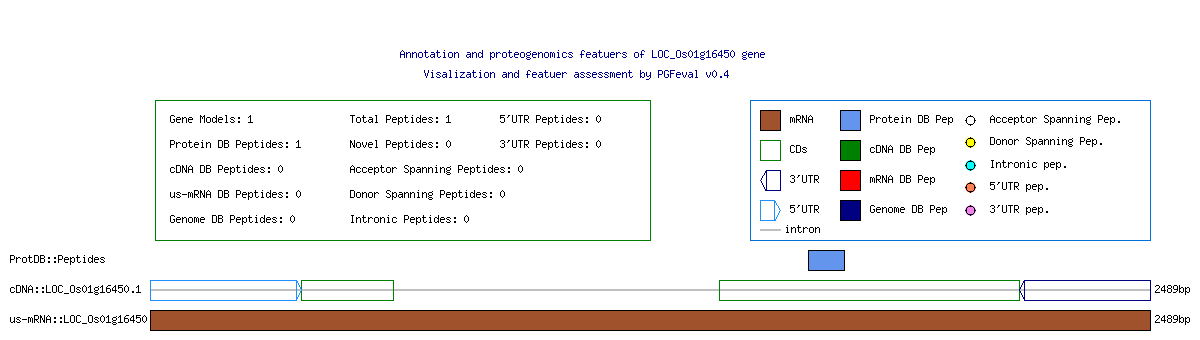 Annotation and proteogenomics featuers of LOC_Os01g16450 gene
Visalization and featuer assessment by PGFeval v0.4
Gene Models: 1 Total Peptides: 1 5'UTR Peptides: 0
Protein DB Peptides: 1 Novel Peptides: 0 3'UTR Peptides: 0
cDNA DB Peptides: 0 Acceptor Spanning Peptides: 0
us-mRNA DB Peptides: 0 Donor Spanning Peptides: 0
Genome DB Peptides: 0 Intronic Peptides: 0
mRNA Protein DB Pep Acceptor Spanning Pep.
CDs cDNA DB Pep Donor Spanning Pep.
3'UTR mRNA DB Pep Intronic pep.
5'UTR Genome DB Pep 5'UTR pep.
3'UTR pep.
intron
ProtDB::Peptides
cDNA::LOC_Os01g16450.1 2489bp
us-mRNA::LOC_Os01g16450 2489bp